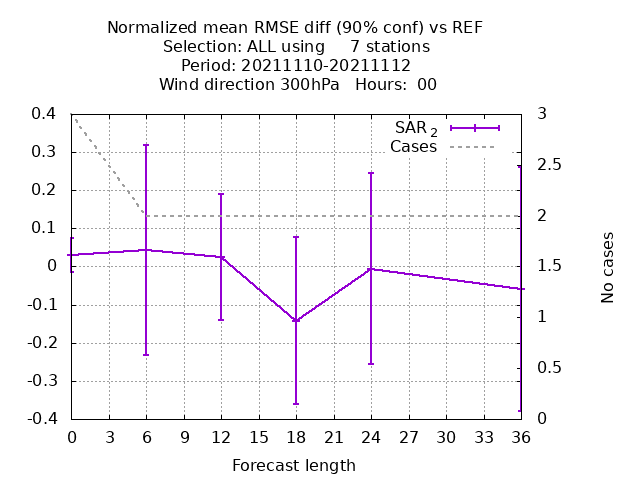 Normalized mean RMSE diff (90% conf) vs REF
Selection: ALL using     7 stations
Period: 20211110-20211112
Wind direction 300hPa   Hours:  00
SAR 2
Cases
0.4
0.3
0.2
0.1
0
-0.1
-0.2
-0.3
-0.4
3
2.5
2
1.5
1
0.5
0
No cases
0 3 6 9 12 15 18 21 24 27 30 33 36
Forecast length